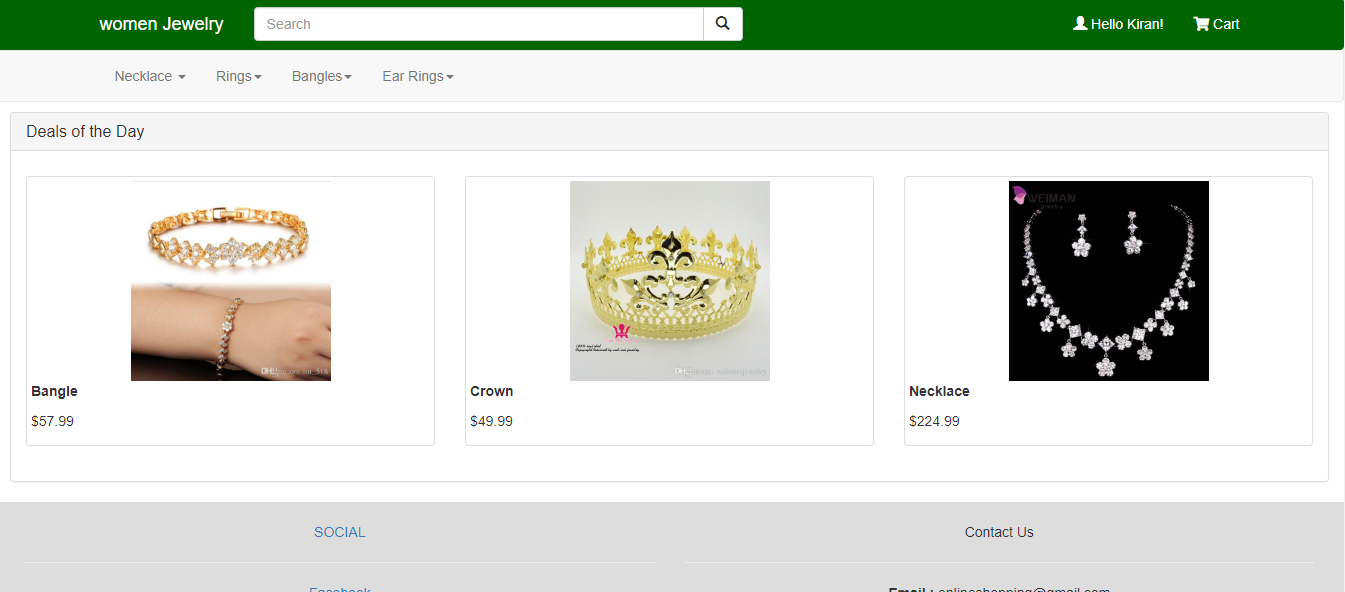 women Jewelry Search Hello Kiran! Cart
Necklace Rings Bangles Ear Rings
Deals of the Day
WEIMAN
jewelry
Bangle Crown Necklace
$57.99 $49.99 $224.99
SOCIAL Contact Us
Facebook Email : onlineshopping@gmail.com